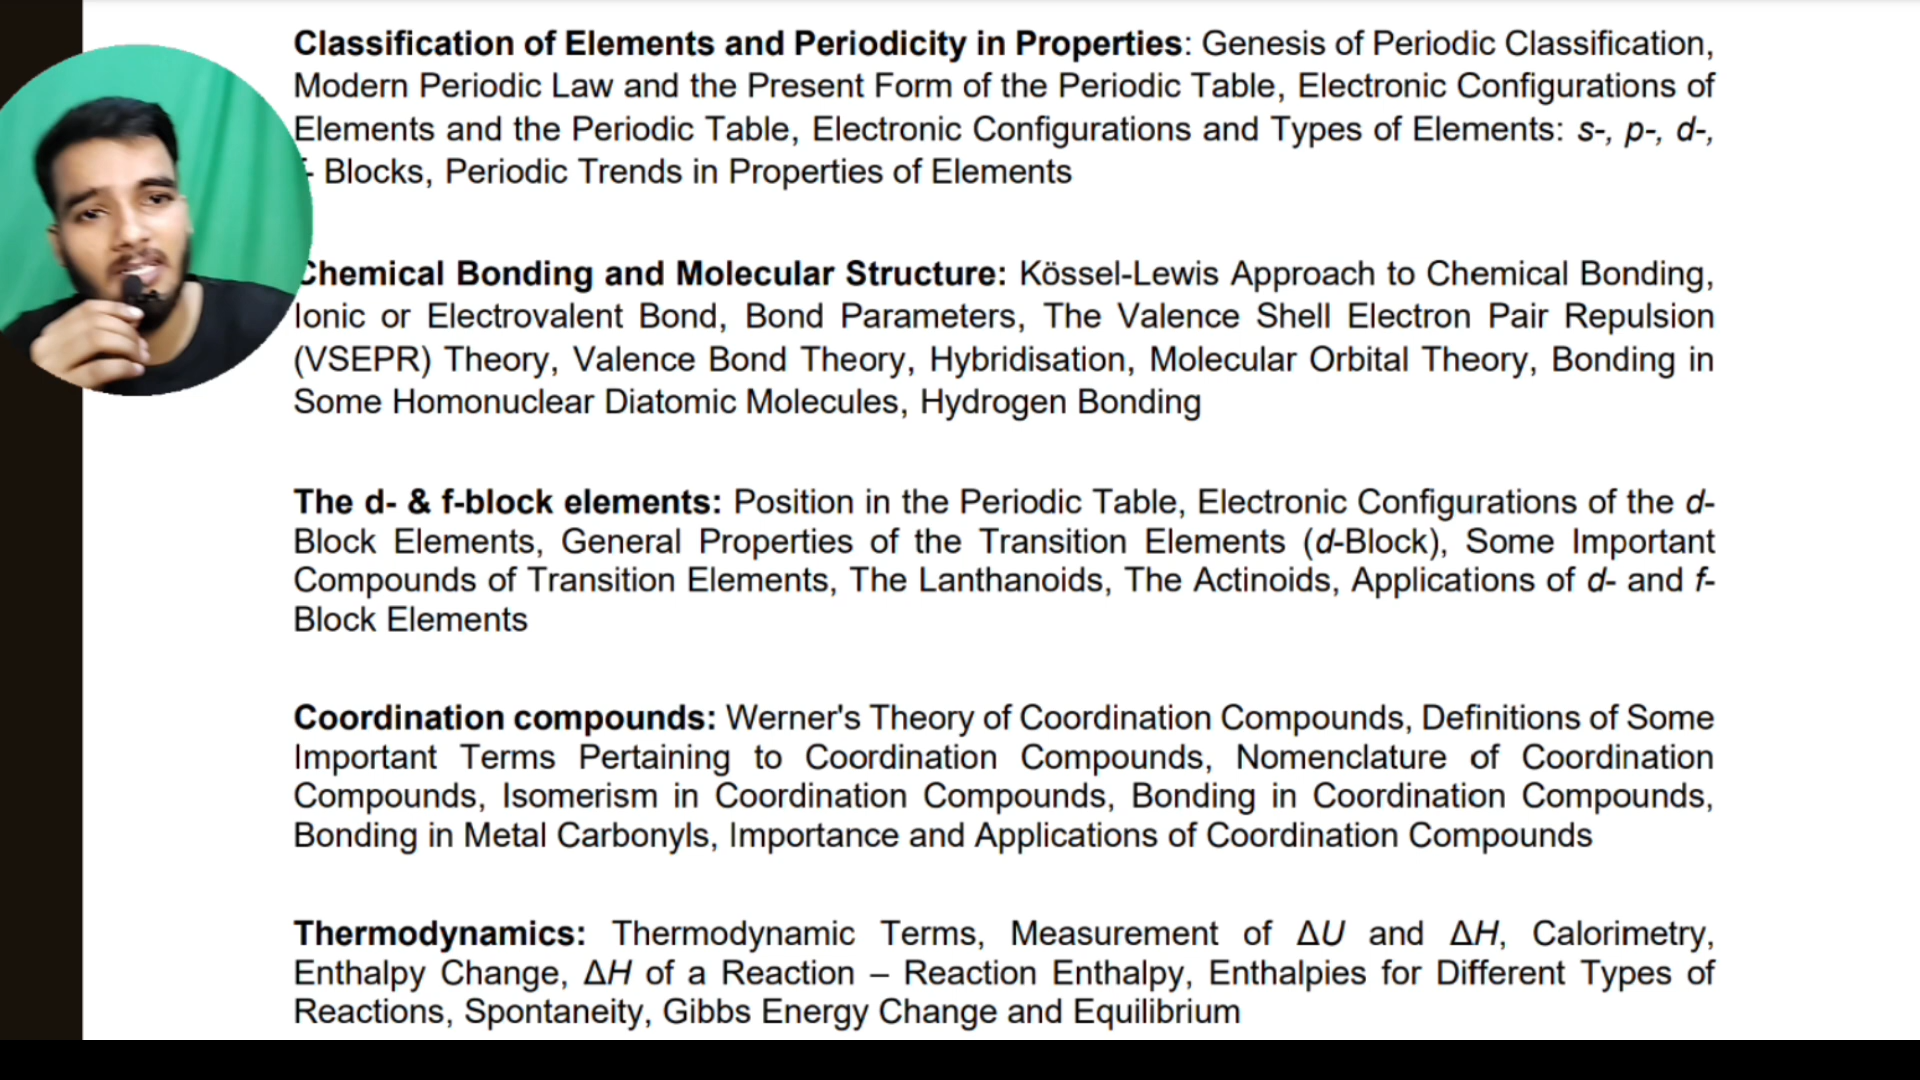 Classification of Elements and Periodicity in Properties: Genesis of Periodic Classification,
Modern Periodic Law and the Present Form of the Periodic Table, Electronic Configurations of
Elements and the Periodic Table, Electronic Configurations and Types of Elements: s-, p-, d-,
- Blocks, Periodic Trends in Properties of Elements
Chemical Bonding and Molecular Structure: Kössel-Lewis Approach to Chemical Bonding,
Ionic or Electrovalent Bond, Bond Parameters, The Valence Shell Electron Pair Repulsion
(VSEPR) Theory, Valence Bond Theory, Hybridisation, Molecular Orbital Theory, Bonding in
Some Homonuclear Diatomic Molecules, Hydrogen Bonding
The d- & f-block elements: Position in the Periodic Table, Electronic Configurations of the d-
Block Elements, General Properties of the Transition Elements (d-Block), Some Important
Compounds of Transition Elements, The Lanthanoids, The Actinoids, Applications of d- and f-
Block Elements
Coordination compounds: Werner's Theory of Coordination Compounds, Definitions of Some
Important Terms Pertaining to Coordination Compounds, Nomenclature of Coordination
Compounds, Isomerism in Coordination Compounds, Bonding in Coordination Compounds,
Bonding in Metal Carbonyls, Importance and Applications of Coordination Compounds
Thermodynamics: Thermodynamic Terms, Measurement of ΔU and ΔH, Calorimetry,
Enthalpy Change, ΔH of a Reaction – Reaction Enthalpy, Enthalpies for Different Types of
Reactions, Spontaneity, Gibbs Energy Change and Equilibrium